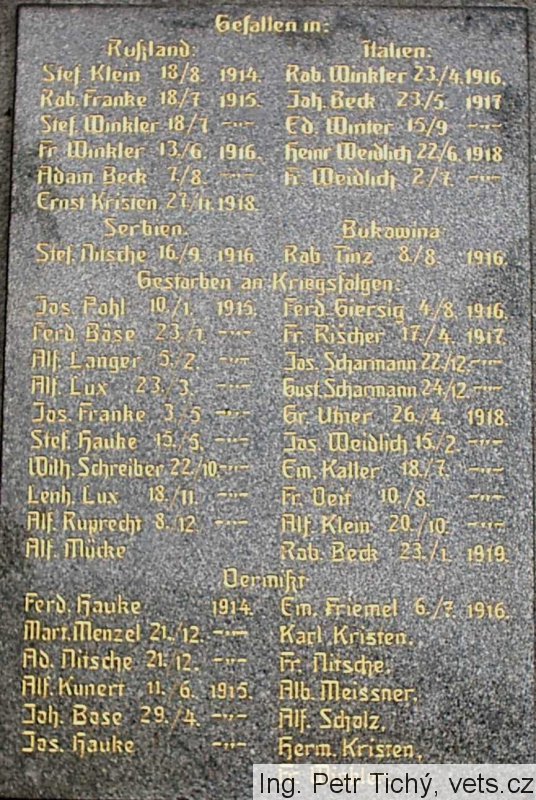 Gefallen in:
Rußland:
Stef. Klein 18/8. 1914.
Rob. Franke 18/7 1915.
Stef. Winkler 18/7 -"-
Fr. Winkler 13./6. 1916.
Adam Beck 7/8. -"-
Ernst Kristen 27/11.1918.
Italien:
Rob. Winkler 23./4.1916.
Joh. Beck 23/5. 1917
Ed. Winter 15/9 -"-
Heinr Weidlich 22/6. 1918
Fr. Weidlich 2/7. -"-
Serbien.
Stef. Nitsche 16/9. 1916.
Bukowina
Rob. Tinz 8./8. 1916.
Gestorben an Kriegsfolgen:
Jos. Pohl 10./1. 1915.
Ferd. Böse 23./1. -"-
Alf. Langer 5./2. -"-
Alf. Lux 23./3. -"-
Jos. Franke 3./5 -"-
Stef. Hauke 15./5. -"-
Wilh. Schreiber 22/10. -"-
Lenh. Lux 18./11. -"-
Alf. Ruprecht 8./12. -"-
Alf. Mücke
Ferd. Giersig 4/8. 1916.
Fr. Rischer 17./4. 1917.
Jos. Scharmann 22/12. -"-
Gust. Scharmann 24/12. -"-
Gr. Utner 26./4. 1918.
Jos. Weidlich 15/2 -"-
Em. Katler 18./7. -"-
Fr. Veit 10./8. -"-
Alf. Klein 20./10. -"-
Rob. Beck 23./1. 1919.
Vermißt
Ferd. Hauke 1914.
Mart. Menzel 21./12. -"-
Ad. Nitsche 21. 12. -"-
Alf. Kunert 11./6. 1915.
Joh. Böse 29./4. -"-
Jos. Hauke -"-
Em. Friemel 6./7. 1916.
Karl Kristen,
Fr. Nitsche,
Alb. Meissner,
Alf. Scholz,
Herm. Kristen,
Ing. Petr Tichý, vets.cz